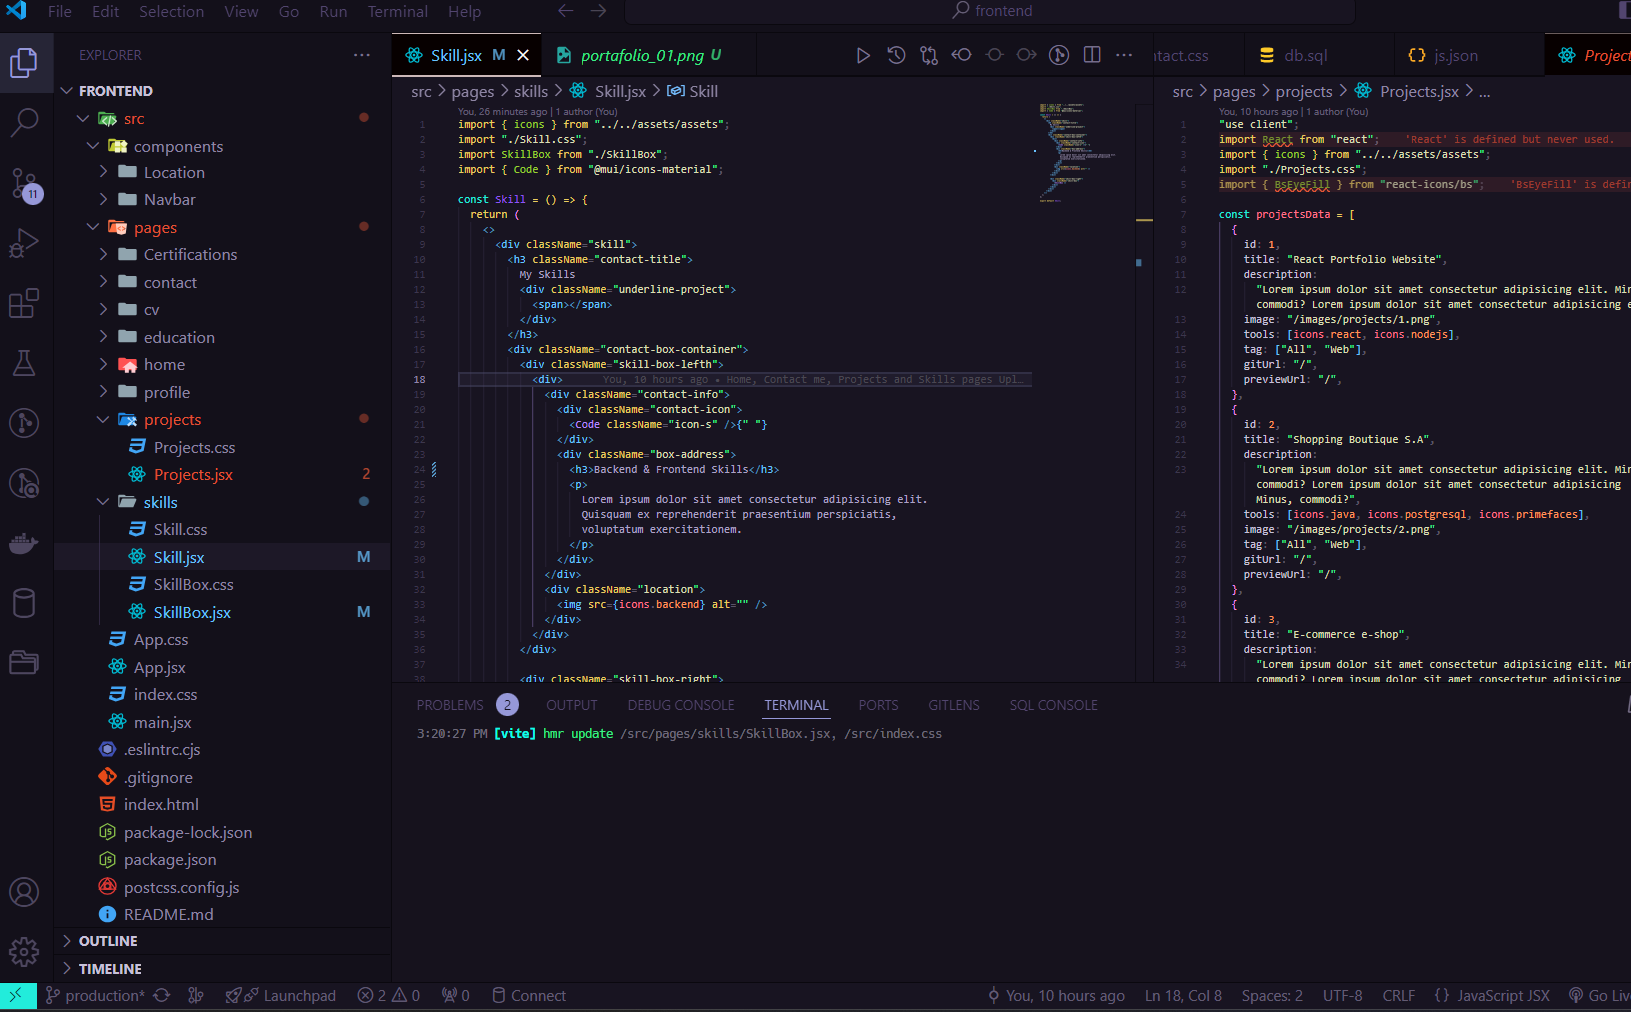 File Edit Selection View Go Run Terminal Help
frontend
EXPLORER
FRONTEND
src
components
Location
Navbar
pages
Certifications
contact
cv
education
home
profile
projects
Projects.css
Projects.jsx 2
skills
Skill.css
Skill.jsx M
SkillBox.css
SkillBox.jsx M
App.css
App.jsx
index.css
main.jsx
.eslintrc.cjs
.gitignore
index.html
package-lock.json
package.json
postcss.config.js
README.md
OUTLINE
TIMELINE
11
Skill.jsx M
portafolio_01.png U
src > pages > skills > Skill.jsx > Skill
You, 26 minutes ago | 1 author (You)
1 import { icons } from "../../assets/assets";
2 import "./Skill.css";
3 import SkillBox from "./SkillBox";
4 import { Code } from "@mui/icons-material";
5
6 const Skill = () => {
7 return (
8 <>
9 <div className="skill">
10 <h3 className="contact-title">
11 My Skills
12 <div className="underline-project">
13 <span></span>
14 </div>
15 </h3>
16 <div className="contact-box-container">
17 <div className="skill-box-lefth">
18 <div> You, 10 hours ago • Home, Contact me, Projects and Skills pages Upl…
19 <div className="contact-info">
20 <div className="contact-icon">
21 <Code className="icon-s" />{" "}
22 </div>
23 <div className="box-address">
24 <h3>Backend & Frontend Skills</h3>
25 <p>
26 Lorem ipsum dolor sit amet consectetur adipisicing elit.
27 Quisquam ex reprehenderit praesentium perspiciatis,
28 voluptatum exercitationem.
29 </p>
30 </div>
31 </div>
32 <div className="location">
33 <img src={icons.backend} alt="" />
34 </div>
35 </div>
36 </div>
37
38 <div className="skill-box-right">
ntact.css
db.sql
js.json
Project
src > pages > projects > Projects.jsx > ...
You, 10 hours ago | 1 author (You)
1 "use client";
2 import React from "react"; 'React' is defined but never used.
3 import { icons } from "../../assets/assets";
4 import "./Projects.css";
5 import { BsEyeFill } from "react-icons/bs"; 'BsEyeFill' is defin
6
7 const projectsData = [
8 {
9 id: 1,
10 title: "React Portfolio Website",
11 description:
12 "Lorem ipsum dolor sit amet consectetur adipisicing elit. Min
commodi? Lorem ipsum dolor sit amet consectetur adipisicing e
13 image: "/images/projects/1.png",
14 tools: [icons.react, icons.nodejs],
15 tag: ["All", "Web"],
16 gitUrl: "/",
17 previewUrl: "/",
18 },
19 {
20 id: 2,
21 title: "Shopping Boutique S.A",
22 description:
23 "Lorem ipsum dolor sit amet consectetur adipisicing elit. Min
commodi? Lorem ipsum dolor sit amet consectetur adipisicing
Minus, commodi?",
24 tools: [icons.java, icons.postgresql, icons.primefaces],
25 image: "/images/projects/2.png",
26 tag: ["All", "Web"],
27 gitUrl: "/",
28 previewUrl: "/",
29 },
30 {
31 id: 3,
32 title: "E-commerce e-shop",
33 description:
34 "Lorem ipsum dolor sit amet consectetur adipisicing elit. Min
commodi? Lorem ipsum dolor sit amet consectetur adipisicing
PROBLEMS 2 OUTPUT DEBUG CONSOLE TERMINAL PORTS GITLENS SQL CONSOLE
3:20:27 PM [vite] hmr update /src/pages/skills/SkillBox.jsx, /src/index.css
production* Launchpad 2 0 0 Connect
You, 10 hours ago Ln 18, Col 8 Spaces: 2 UTF-8 CRLF {} JavaScript JSX Go Live